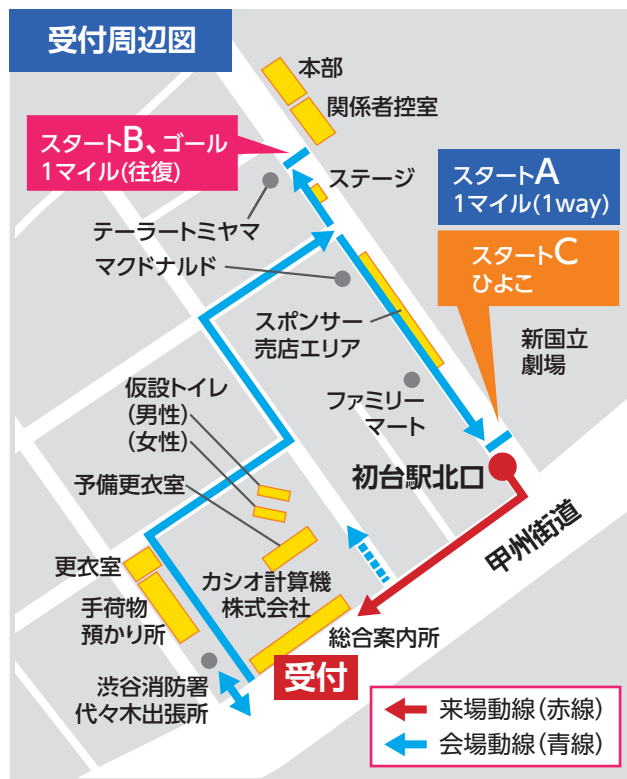 受付周辺図
本部
関係者控室
スタートB、ゴール
1マイル(往復)
ステージ
スタートA
1マイル(1way)
テーラートミヤマ
マクドナルド
スタートC
ひよこ
スポンサー
売店エリア
新国立
劇場
仮設トイレ
(男性)
(女性)
ファミリー
マート
予備更衣室
初台駅北口
甲州街道
更衣室
カシオ計算機
株式会社
手荷物
預かり所
総合案内所
受付
渋谷消防署
代々木出張所
来場動線(赤線)
会場動線(青線)